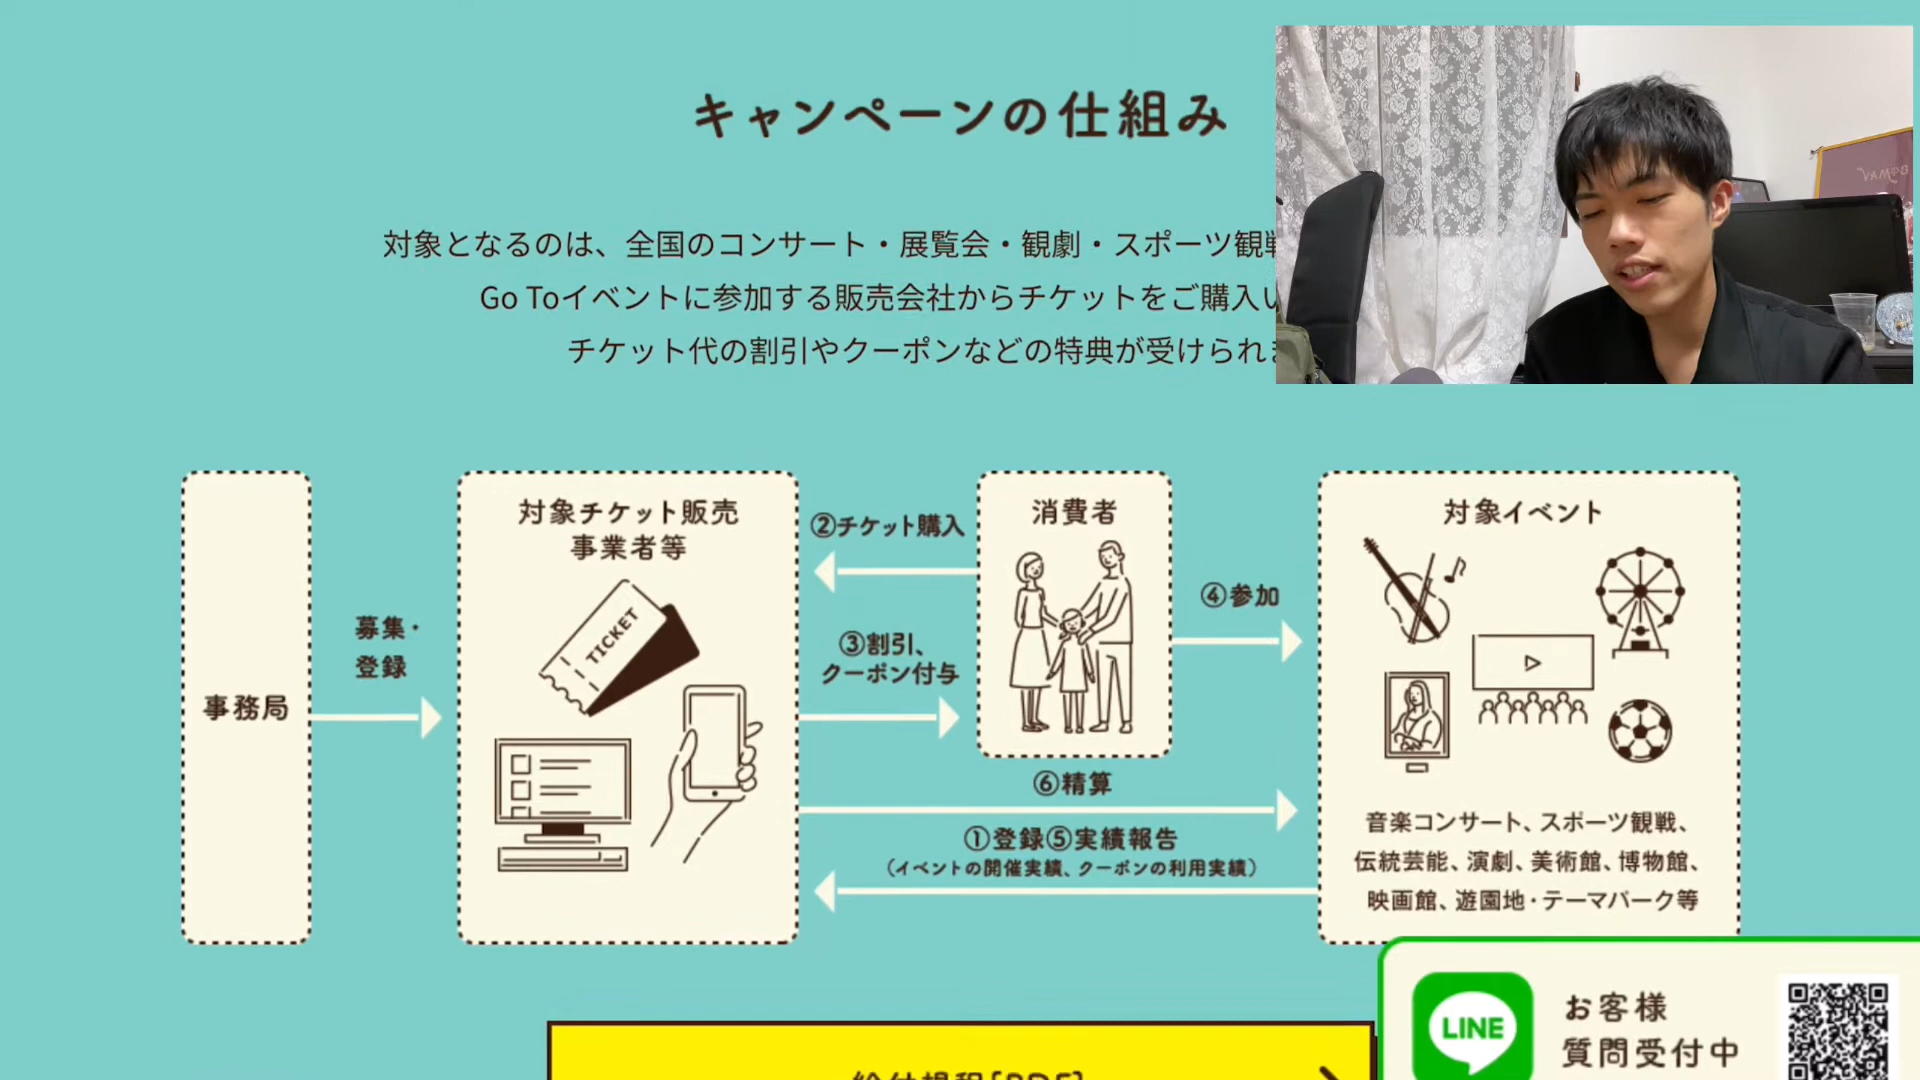 キャンペーンの仕組み
対象となるのは、全国のコンサート・展覧会・観劇・スポーツ観戦
Go Toイベントに参加する販売会社からチケットをご購入い
チケット代の割引やクーポンなどの特典が受けられま
事務局
募集・
登録
対象チケット販売
事業者等
TICKET
②チケット購入
③割引、
クーポン付与
消費者
④参加
⑥精算
①登録⑤実績報告
(イベントの開催実績、クーポンの利用実績)
対象イベント
音楽コンサート、スポーツ観戦、
伝統芸能、演劇、美術館、博物館、
映画館、遊園地・テーマパーク等
LINE
お客様
質問受付中